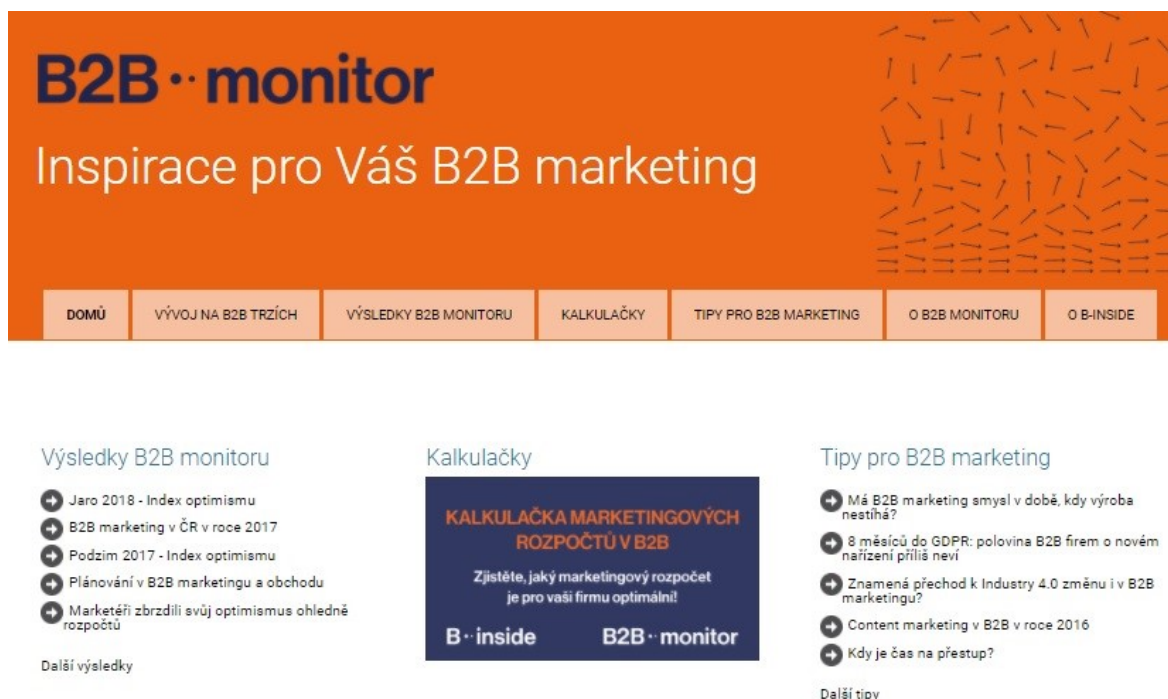 B2B··monitor
Inspirace pro Váš B2B marketing
DOMŮ
VÝVOJ NA B2B TRZÍCH
VÝSLEDKY B2B MONITORU
KALKULAČKY
TIPY PRO B2B MARKETING
O B2B MONITORU
O B-INSIDE
Výsledky B2B monitoru
Jaro 2018 - Index optimismu
B2B marketing v ČR v roce 2017
Podzim 2017 - Index optimismu
Plánování v B2B marketingu a obchodu
Marketéři zbrzdili svůj optimismus ohledně
rozpočtů
Další výsledky
Kalkulačky
KALKULAČKA MARKETINGOVÝCH
ROZPOČTŮ V B2B
Zjistěte, jaký marketingový rozpočet
je pro vaši firmu optimální!
B··inside
B2B··monitor
Tipy pro B2B marketing
Má B2B marketing smysl v době, kdy výroba
nestíhá?
8 měsíců do GDPR: polovina B2B firem o novém
nařízení příliš neví
Znamená přechod k Industry 4.0 změnu i v B2B
marketingu?
Content marketing v B2B v roce 2016
Kdy je čas na přestup?
Další tipy